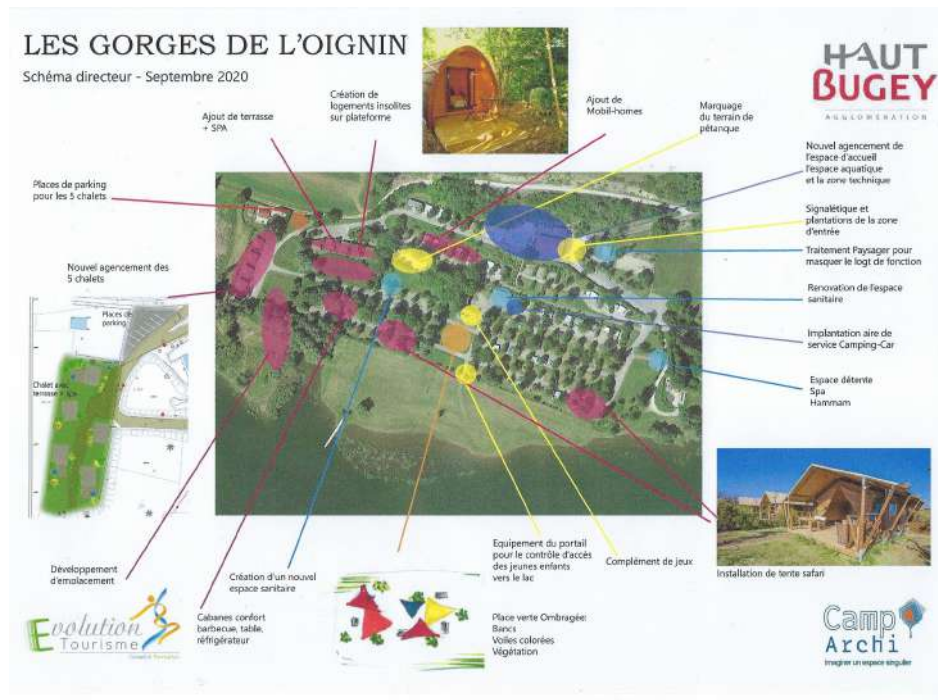 LES GORGES DE L'OIGNIN
Schéma directeur - Septembre 2020
HAUT
BUGEY
AGGLOMERATION
Création de
logements insolites
sur plateforme
Ajout de terrasse
+ SPA
Ajout de
Mobil-homes
Marquage
du terrain de
pétanque
Nouvel agencement de
l'espace d'accueil
l'espace aquatique
et la zone technique
Places de parking
pour les 5 chalets
Signalétique et
plantations de la zone
d'entrée
Traitement Paysager pour
masquer le logt de fonction
Nouvel agencement des
5 chalets
Renovation de l'espace
sanitaire
Places de
parking
Implantation aire de
service Camping-Car
Chalet avec
terrasse + Spa
Espace détente
Spa
Hammam
Développement
d'emplacement
Création d'un nouvel
espace sanitaire
Equipement du portail
pour le contrôle d'accès
des jeunes enfants
vers le lac
Complément de jeux
Installation de tente safari
Evolution
Tourisme
Cabanes confort
barbecue, table,
réfrigérateur
Place verte Ombragée:
Bancs
Voiles colorées
Végétation
Camp
Archi
Imaginer un espace singulier